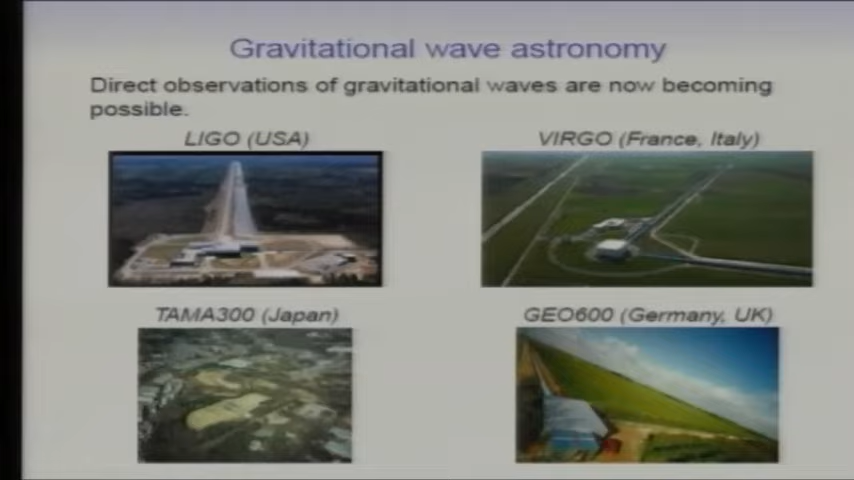 Gravitational wave astronomy
Direct observations of gravitational waves are now becoming
possible.
LIGO (USA)
VIRGO (France, Italy)
TAMA300 (Japan)
GEO600 (Germany, UK)